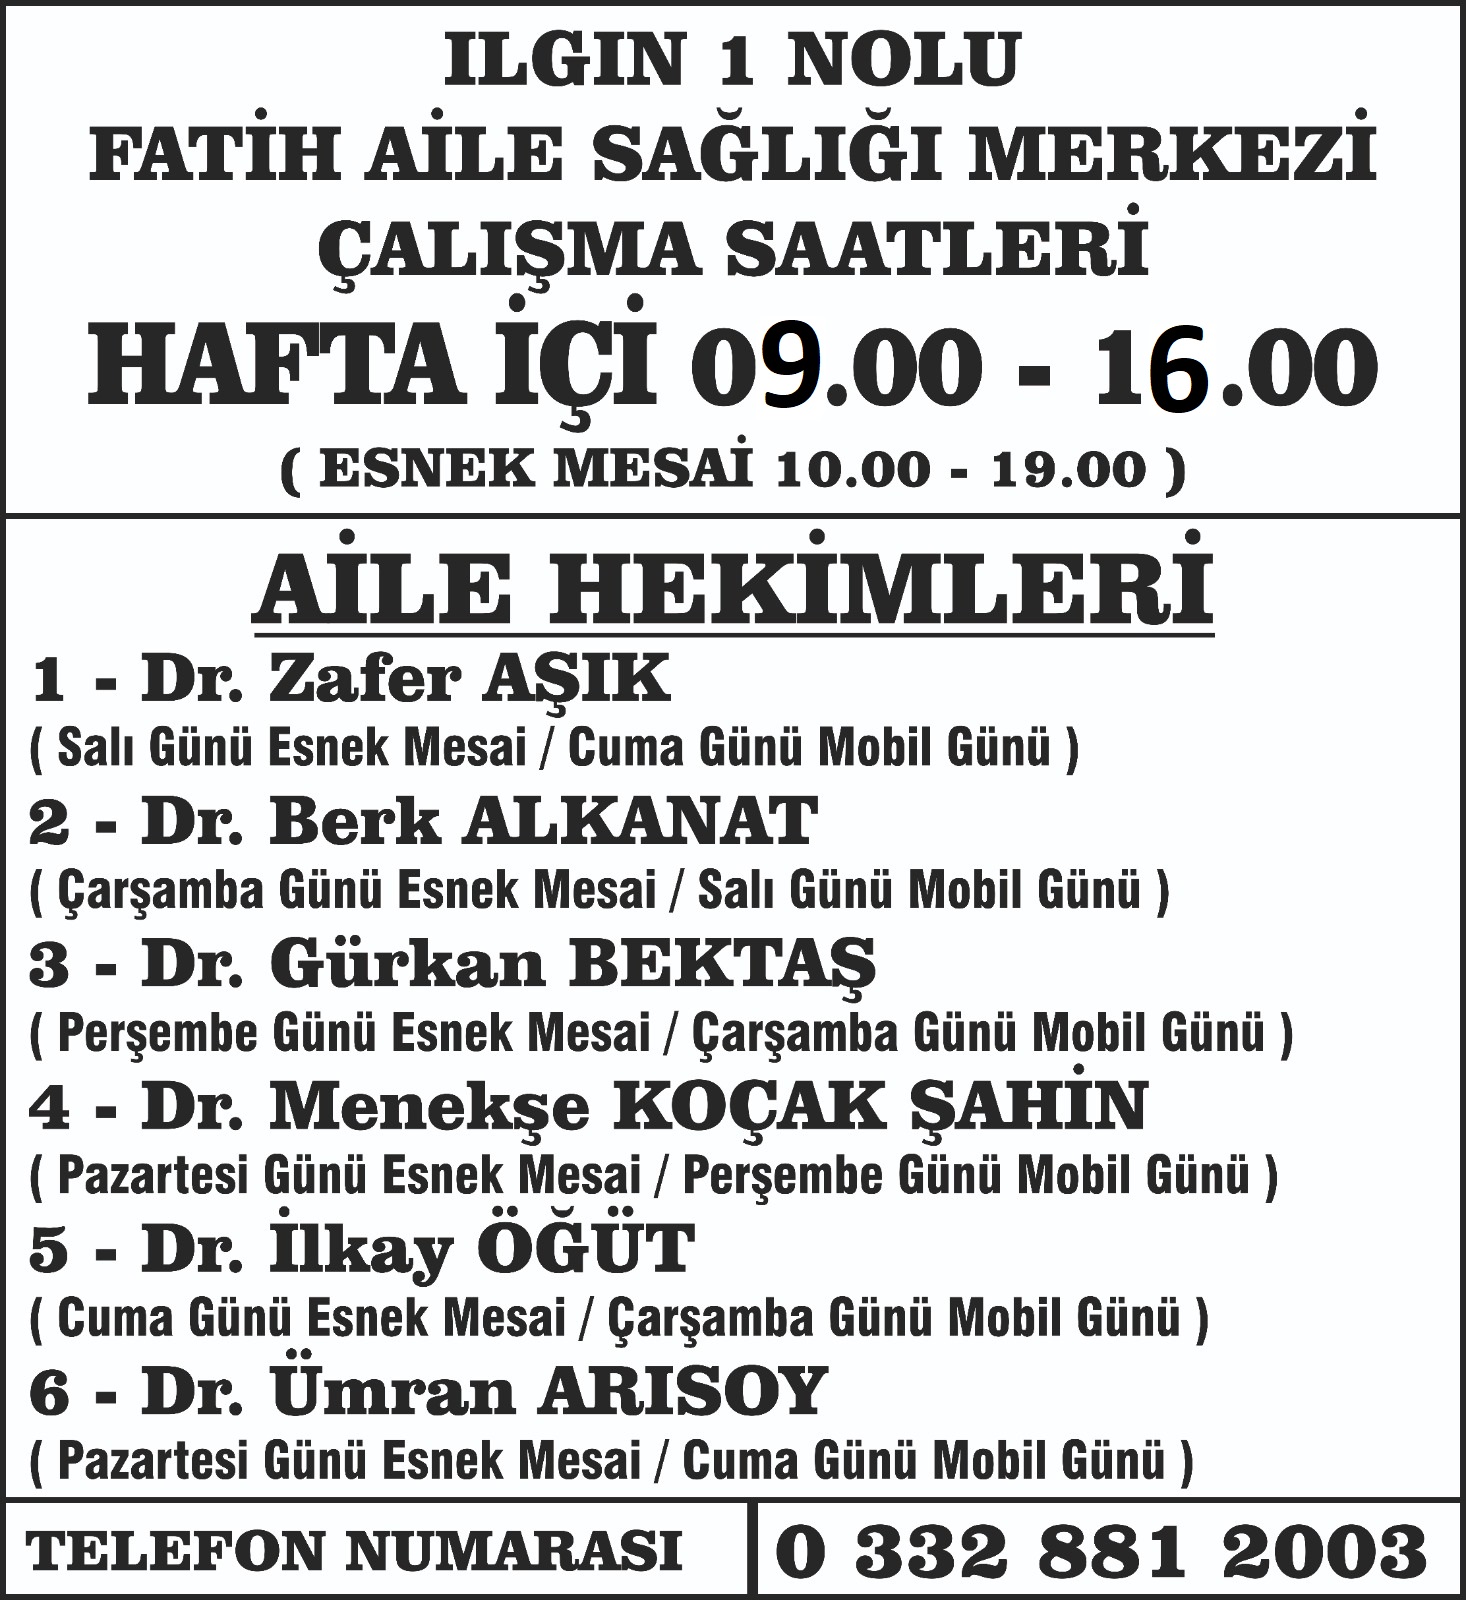 ILGIN 1 NOLU
FATİH AİLE SAĞLIĞI MERKEZİ
ÇALIŞMA SAATLERİ
HAFTA İÇİ 09.00 - 16.00
( ESNEK MESAİ 10.00 - 19.00 )
AİLE HEKİMLERİ
1 - Dr. Zafer AŞIK
( Salı Günü Esnek Mesai / Cuma Günü Mobil Günü )
2 - Dr. Berk ALKANAT
( Çarşamba Günü Esnek Mesai / Salı Günü Mobil Günü )
3 - Dr. Gürkan BEKTAŞ
( Perşembe Günü Esnek Mesai / Çarşamba Günü Mobil Günü )
4 - Dr. Menekşe KOÇAK ŞAHİN
( Pazartesi Günü Esnek Mesai / Perşembe Günü Mobil Günü )
5 - Dr. İlkay ÖĞÜT
( Cuma Günü Esnek Mesai / Çarşamba Günü Mobil Günü )
6 - Dr. Ümran ARISOY
( Pazartesi Günü Esnek Mesai / Cuma Günü Mobil Günü )
TELEFON NUMARASI 0 332 881 2003